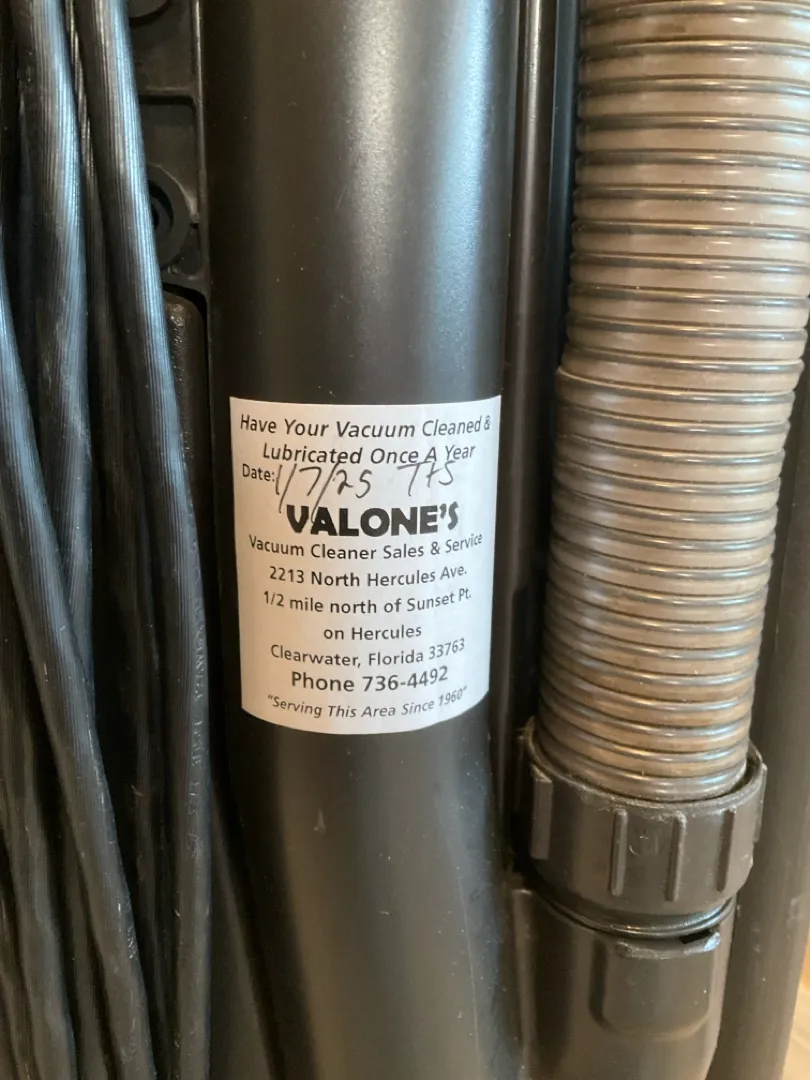 Have Your Vacuum Cleaned &
Lubricated Once A Year
Date: 1/7/25 TTS
VALONE'S
Vacuum Cleaner Sales & Service
2213 North Hercules Ave.
1/2 mile north of Sunset Pt.
on Hercules
Clearwater, Florida 33763
Phone 736-4492
"Serving This Area Since 1960"